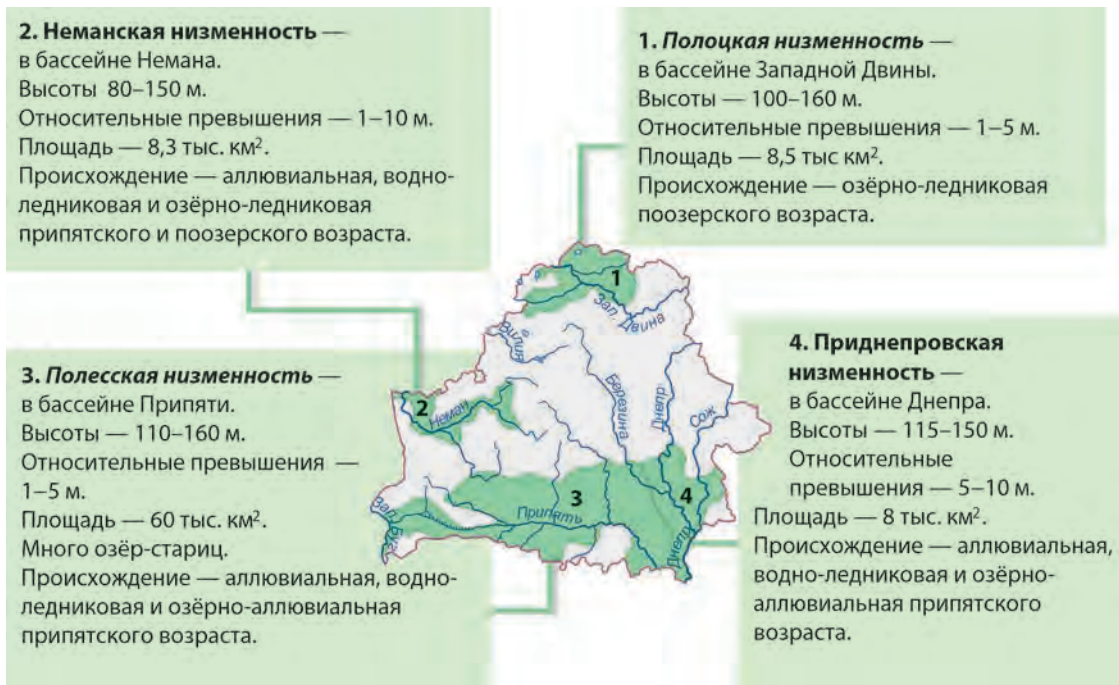 2. Неманская низменность —
в бассейне Немана.
Высоты 80–150 м.
Относительные превышения — 1–10 м.
Площадь — 8,3 тыс. км².
Происхождение — аллювиальная, водно-
ледниковая и озёрно-ледниковая
припятского и поозерского возраста.
1. Полоцкая низменность —
в бассейне Западной Двины.
Высоты — 100–160 м.
Относительные превышения — 1–5 м.
Площадь — 8,5 тыс км².
Происхождение — озёрно-ледниковая
поозерского возраста.
3. Полесская низменность —
в бассейне Припяти.
Высоты — 110–160 м.
Относительные превышения —
1–5 м.
Площадь — 60 тыс. км².
Много озёр-стариц.
Происхождение — аллювиальная, водно-
ледниковая и озёрно-аллювиальная
припятского возраста.
4. Приднепровская
низменность —
в бассейне Днепра.
Высоты — 115–150 м.
Относительные
превышения — 5–10 м.
Площадь — 8 тыс. км².
Происхождение — аллювиальная,
водно-ледниковая и озёрно-
аллювиальная припятского
возраста.
1
Зап. Двина
Вилия
2
Неман
Березина
Днепр
Сож
3
4
Припять
Зап. Буг
Днепр